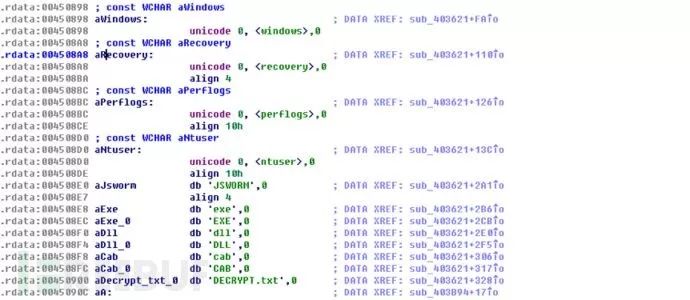 .rdata:00450898 ; const WCHAR aWindows
.rdata:00450898 aWindows: ; DATA XREF: sub_403621+FA↑o
.rdata:00450898 unicode 0, <windows>,0
.rdata:004508A8 ; const WCHAR aRecovery
.rdata:004508A8 aRecovery: ; DATA XREF: sub_403621+110↑o
.rdata:004508A8 unicode 0, <recovery>,0
.rdata:004508BA align 4
.rdata:004508BC ; const WCHAR aPerflogs
.rdata:004508BC aPerflogs: ; DATA XREF: sub_403621+126↑o
.rdata:004508BC unicode 0, <perflogs>,0
.rdata:004508CE align 10h
.rdata:004508D0 ; const WCHAR aNtuser
.rdata:004508D0 aNtuser: ; DATA XREF: sub_403621+13C↑o
.rdata:004508D0 unicode 0, <ntuser>,0
.rdata:004508DE align 10h
.rdata:004508E0 aJsworm db 'JSWORM',0 ; DATA XREF: sub_403621+2A1↑o
.rdata:004508E7 align 4
.rdata:004508E8 aExe db 'exe',0 ; DATA XREF: sub_403621+2B6↑o
.rdata:004508EC aExe_0 db 'EXE',0 ; DATA XREF: sub_403621+2CB↑o
.rdata:004508F0 aDll db 'dll',0 ; DATA XREF: sub_403621+2E0↑o
.rdata:004508F4 aDll_0 db 'DLL',0 ; DATA XREF: sub_403621+2F5↑o
.rdata:004508F8 aCab db 'cab',0 ; DATA XREF: sub_403621+306↑o
.rdata:004508FC aCab_0 db 'CAB',0 ; DATA XREF: sub_403621+317↑o
.rdata:00450900 aDecrypt_txt_0 db 'DECRYPT.txt',0 ; DATA XREF: sub_403621+328↑o
.rdata:0045090C aA: ; DATA XREF: sub_403B94+17↑o